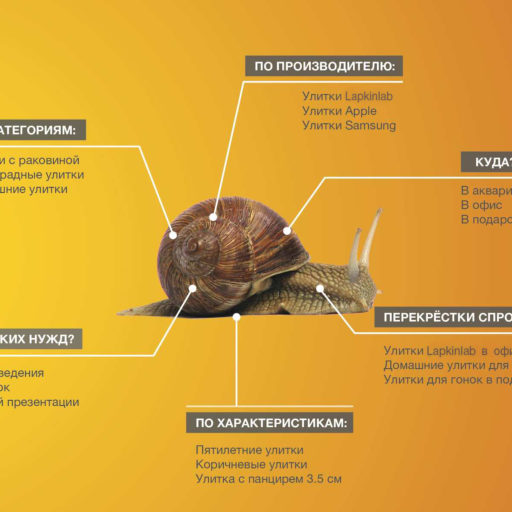 ПО ПРОИЗВОДИТЕЛЮ:
Улитки Lapkinlab
Улитки Apple
Улитки Samsung
АТЕГОРИЯМ:
и с раковиной
радные улитки
шние улитки
КУДА?
В аквари
В офис
В подаро
ПЕРЕКРЁСТКИ СПРО
Улитки Lapkinlab в офи
Домашние улитки для
Улитки для гонок в под
КИХ НУЖД?
ведения
ок
й презентации
ПО ХАРАКТЕРИСТИКАМ:
Пятилетние улитки
Коричневые улитки
Улитка с панцирем 3.5 см